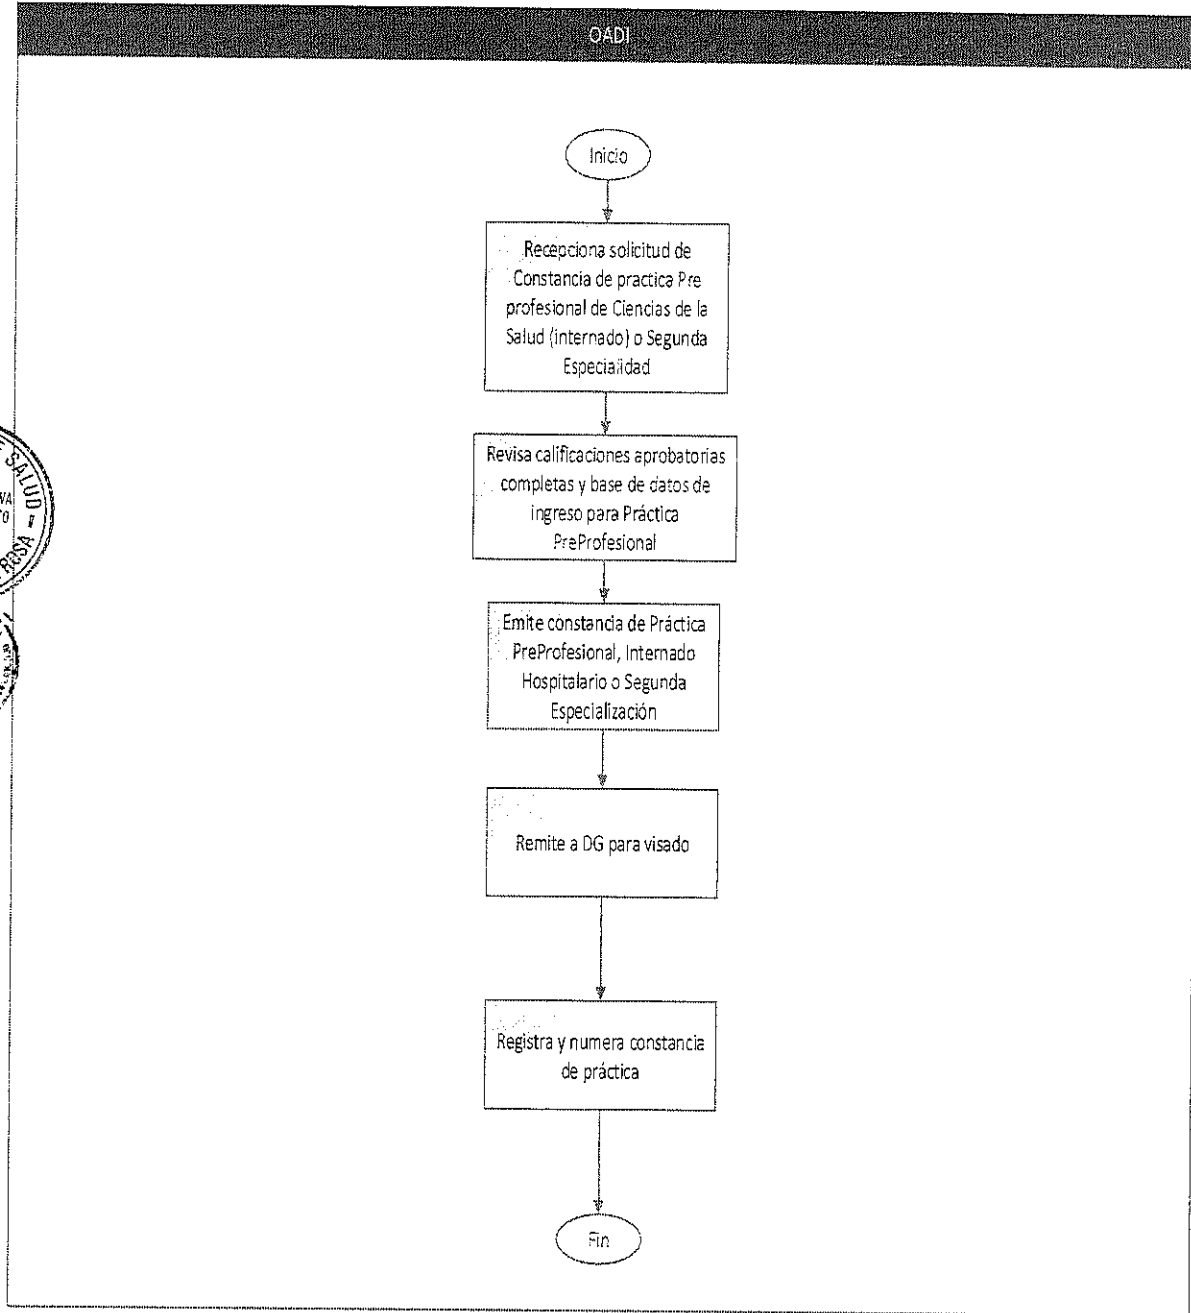 OADI
Inicio
Recepciona solicitud de
Constancia de practica Pre
profesional de Ciencias de la
Salud (internado) o Segunda
Especialidad
Revisa calificaciones aprobatorias
completas y base de datos de
ingreso para Práctica
PreProfesional
SALUD
ROSA
Emite constancia de Práctica
PreProfesional, Internado
Hospitalario o Segunda
Especialización
Remite a DG para visado
Registra y numera constancia
de práctica
Fin